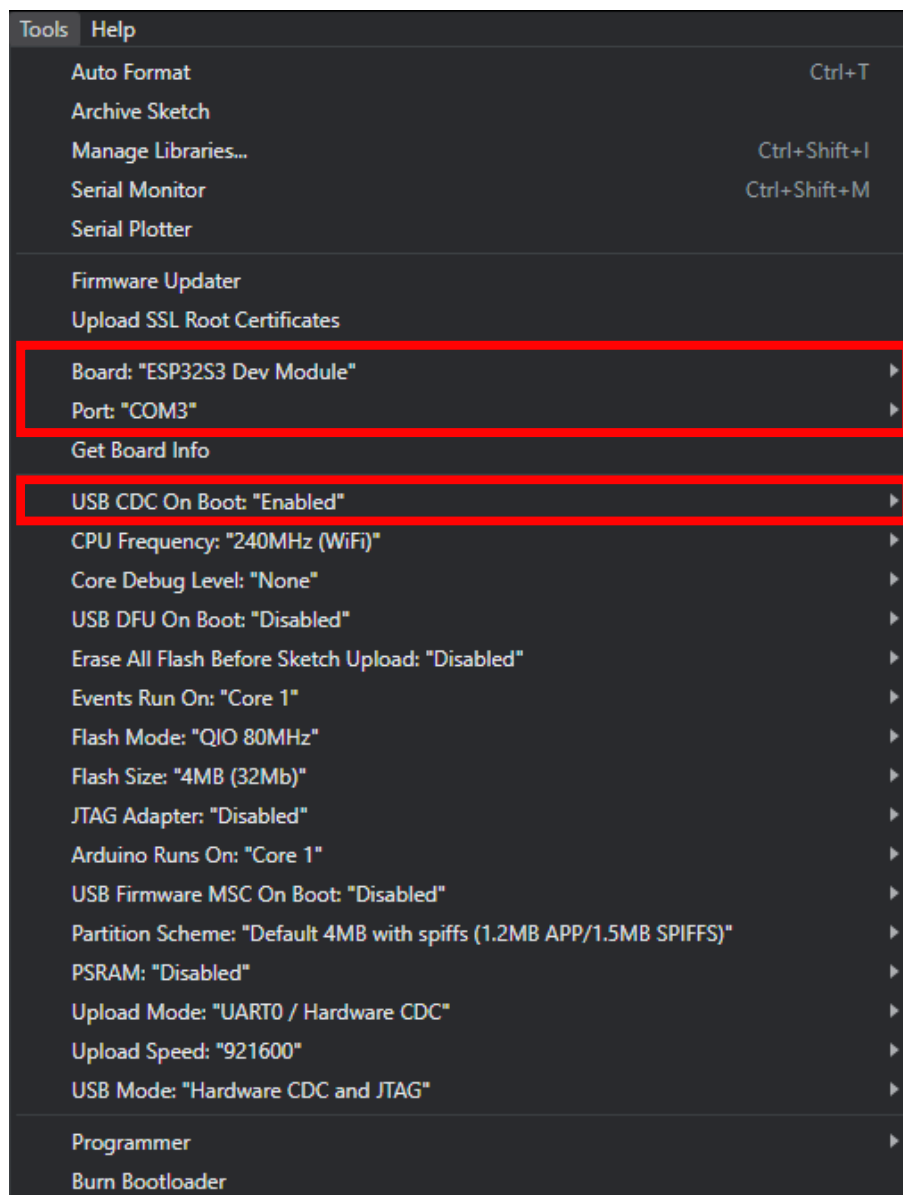 Tools Help
Auto Format Ctrl+T
Archive Sketch
Manage Libraries... Ctrl+Shift+I
Serial Monitor Ctrl+Shift+M
Serial Plotter
Firmware Updater
Upload SSL Root Certificates
Board: "ESP32S3 Dev Module"
Port: "COM3"
Get Board Info
USB CDC On Boot: "Enabled"
CPU Frequency: "240MHz (WiFi)"
Core Debug Level: "None"
USB DFU On Boot: "Disabled"
Erase All Flash Before Sketch Upload: "Disabled"
Events Run On: "Core 1"
Flash Mode: "QIO 80MHz"
Flash Size: "4MB (32Mb)"
JTAG Adapter: "Disabled"
Arduino Runs On: "Core 1"
USB Firmware MSC On Boot: "Disabled"
Partition Scheme: "Default 4MB with spiffs (1.2MB APP/1.5MB SPIFFS)"
PSRAM: "Disabled"
Upload Mode: "UART0 / Hardware CDC"
Upload Speed: "921600"
USB Mode: "Hardware CDC and JTAG"
Programmer
Burn Bootloader